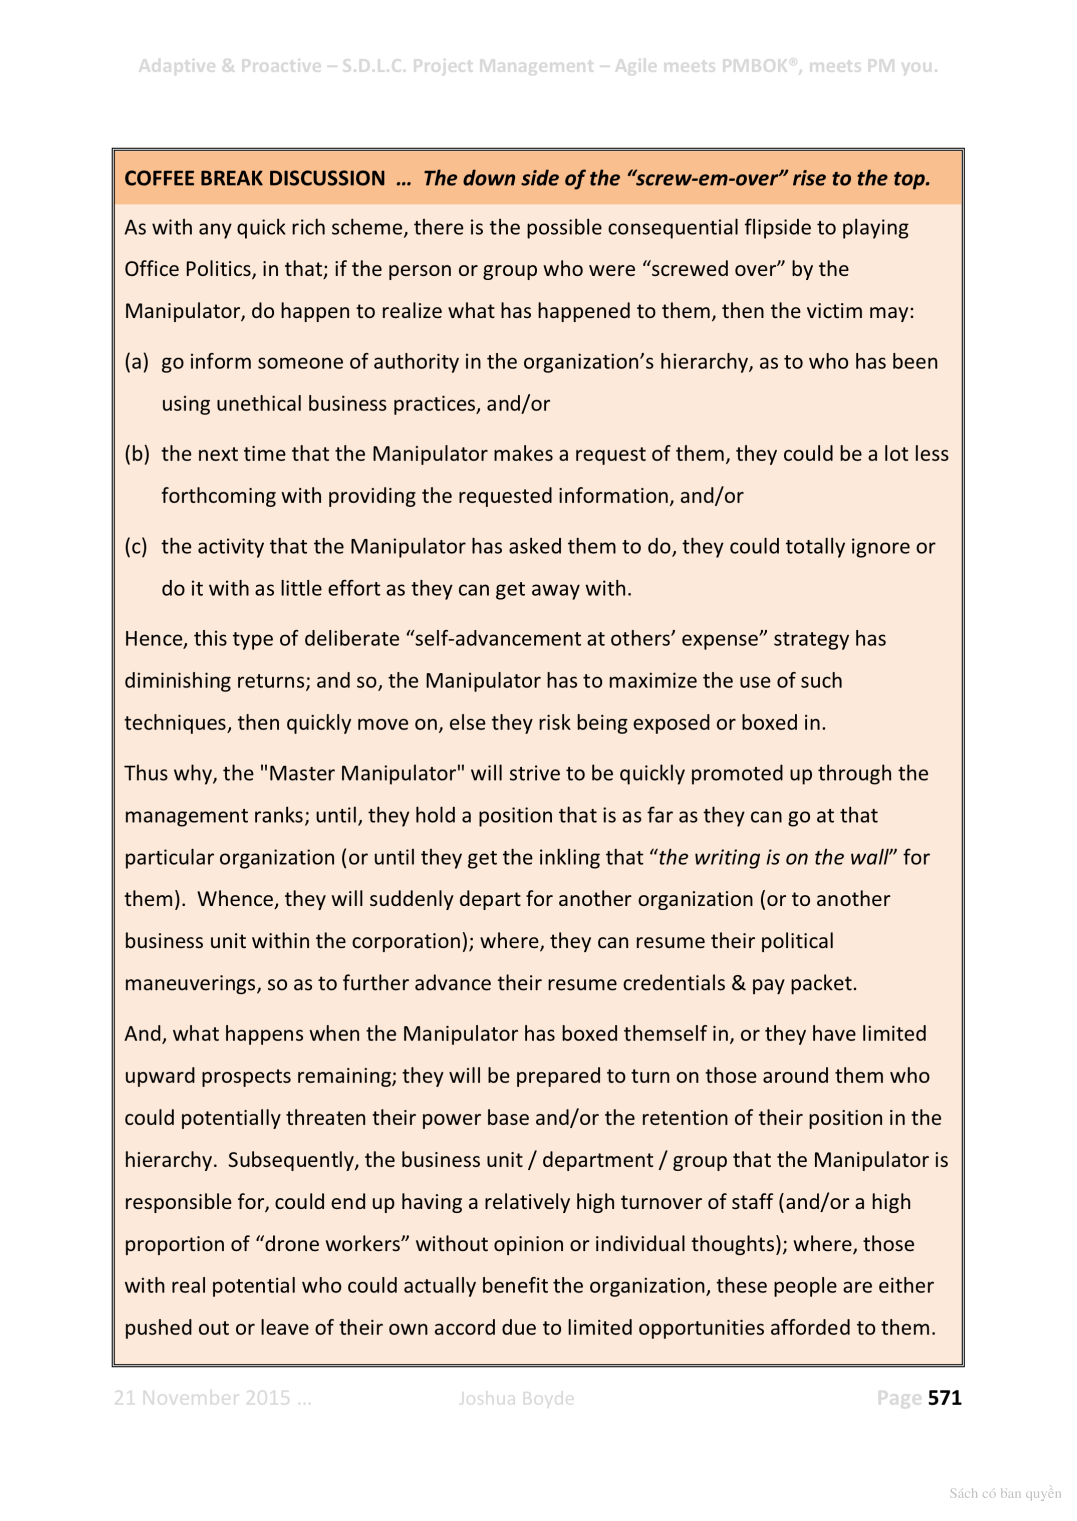 Adaptive & Proactive – S.D.L.C. Project Management – Agile meets PMBOK®, meets PM you.
COFFEE BREAK DISCUSSION … The down side of the “screw-em-over” rise to the top.
As with any quick rich scheme, there is the possible consequential flipside to playing
Office Politics, in that; if the person or group who were “screwed over” by the
Manipulator, do happen to realize what has happened to them, then the victim may:
(a) go inform someone of authority in the organization’s hierarchy, as to who has been
using unethical business practices, and/or
(b) the next time that the Manipulator makes a request of them, they could be a lot less
forthcoming with providing the requested information, and/or
(c) the activity that the Manipulator has asked them to do, they could totally ignore or
do it with as little effort as they can get away with.
Hence, this type of deliberate “self-advancement at others’ expense” strategy has
diminishing returns; and so, the Manipulator has to maximize the use of such
techniques, then quickly move on, else they risk being exposed or boxed in.
Thus why, the "Master Manipulator" will strive to be quickly promoted up through the
management ranks; until, they hold a position that is as far as they can go at that
particular organization (or until they get the inkling that “the writing is on the wall” for
them). Whence, they will suddenly depart for another organization (or to another
business unit within the corporation); where, they can resume their political
maneuverings, so as to further advance their resume credentials & pay packet.
And, what happens when the Manipulator has boxed themself in, or they have limited
upward prospects remaining; they will be prepared to turn on those around them who
could potentially threaten their power base and/or the retention of their position in the
hierarchy. Subsequently, the business unit / department / group that the Manipulator is
responsible for, could end up having a relatively high turnover of staff (and/or a high
proportion of “drone workers” without opinion or individual thoughts); where, those
with real potential who could actually benefit the organization, these people are either
pushed out or leave of their own accord due to limited opportunities afforded to them.
21 November 2015 … Joshua Boyde Page 571
Sách có bản quyền